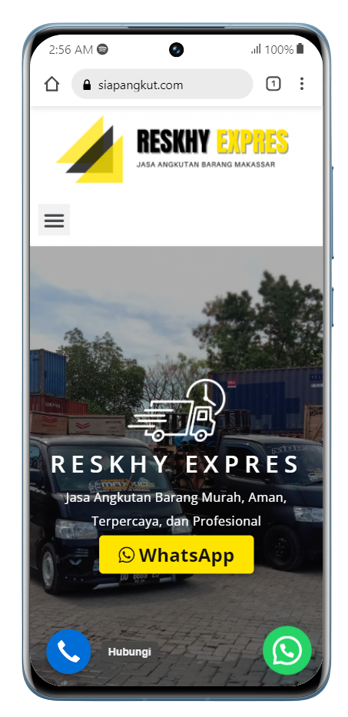 2:56 AM 100%
siapangkut.com 1
RESKHY EXPRES
JASA ANGKUTAN BARANG MAKASSAR
RESKHY EXPRES
Jasa Angkutan Barang Murah, Aman,
Terpercaya, dan Profesional
WhatsApp
Hubungi